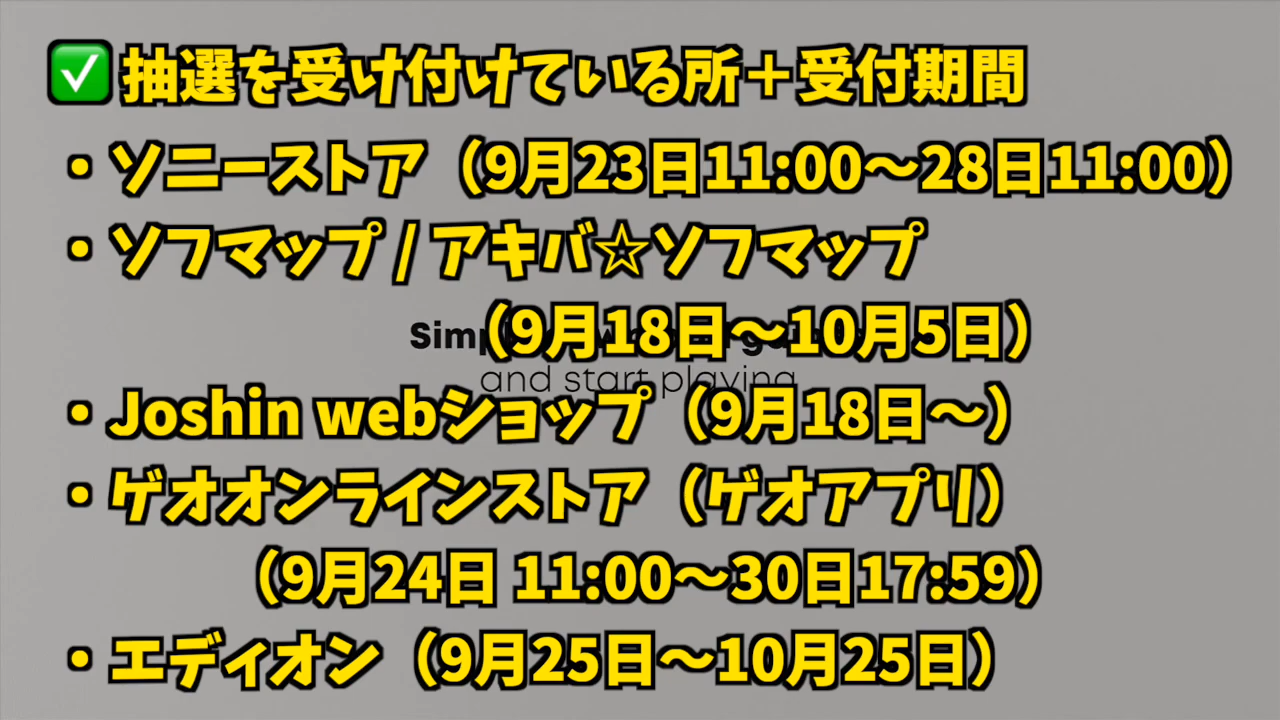 ✅抽選を受け付けている所＋受付期間
・ソニーストア（9月23日11:00〜28日11:00）
・ソフマップ / アキバ☆ソフマップ
（9月18日〜10月5日）
and start playing
・Joshin webショップ（9月18日〜）
・ゲオオンラインストア（ゲオアプリ）
（9月24日 11:00〜30日17:59）
・エディオン（9月25日〜10月25日）